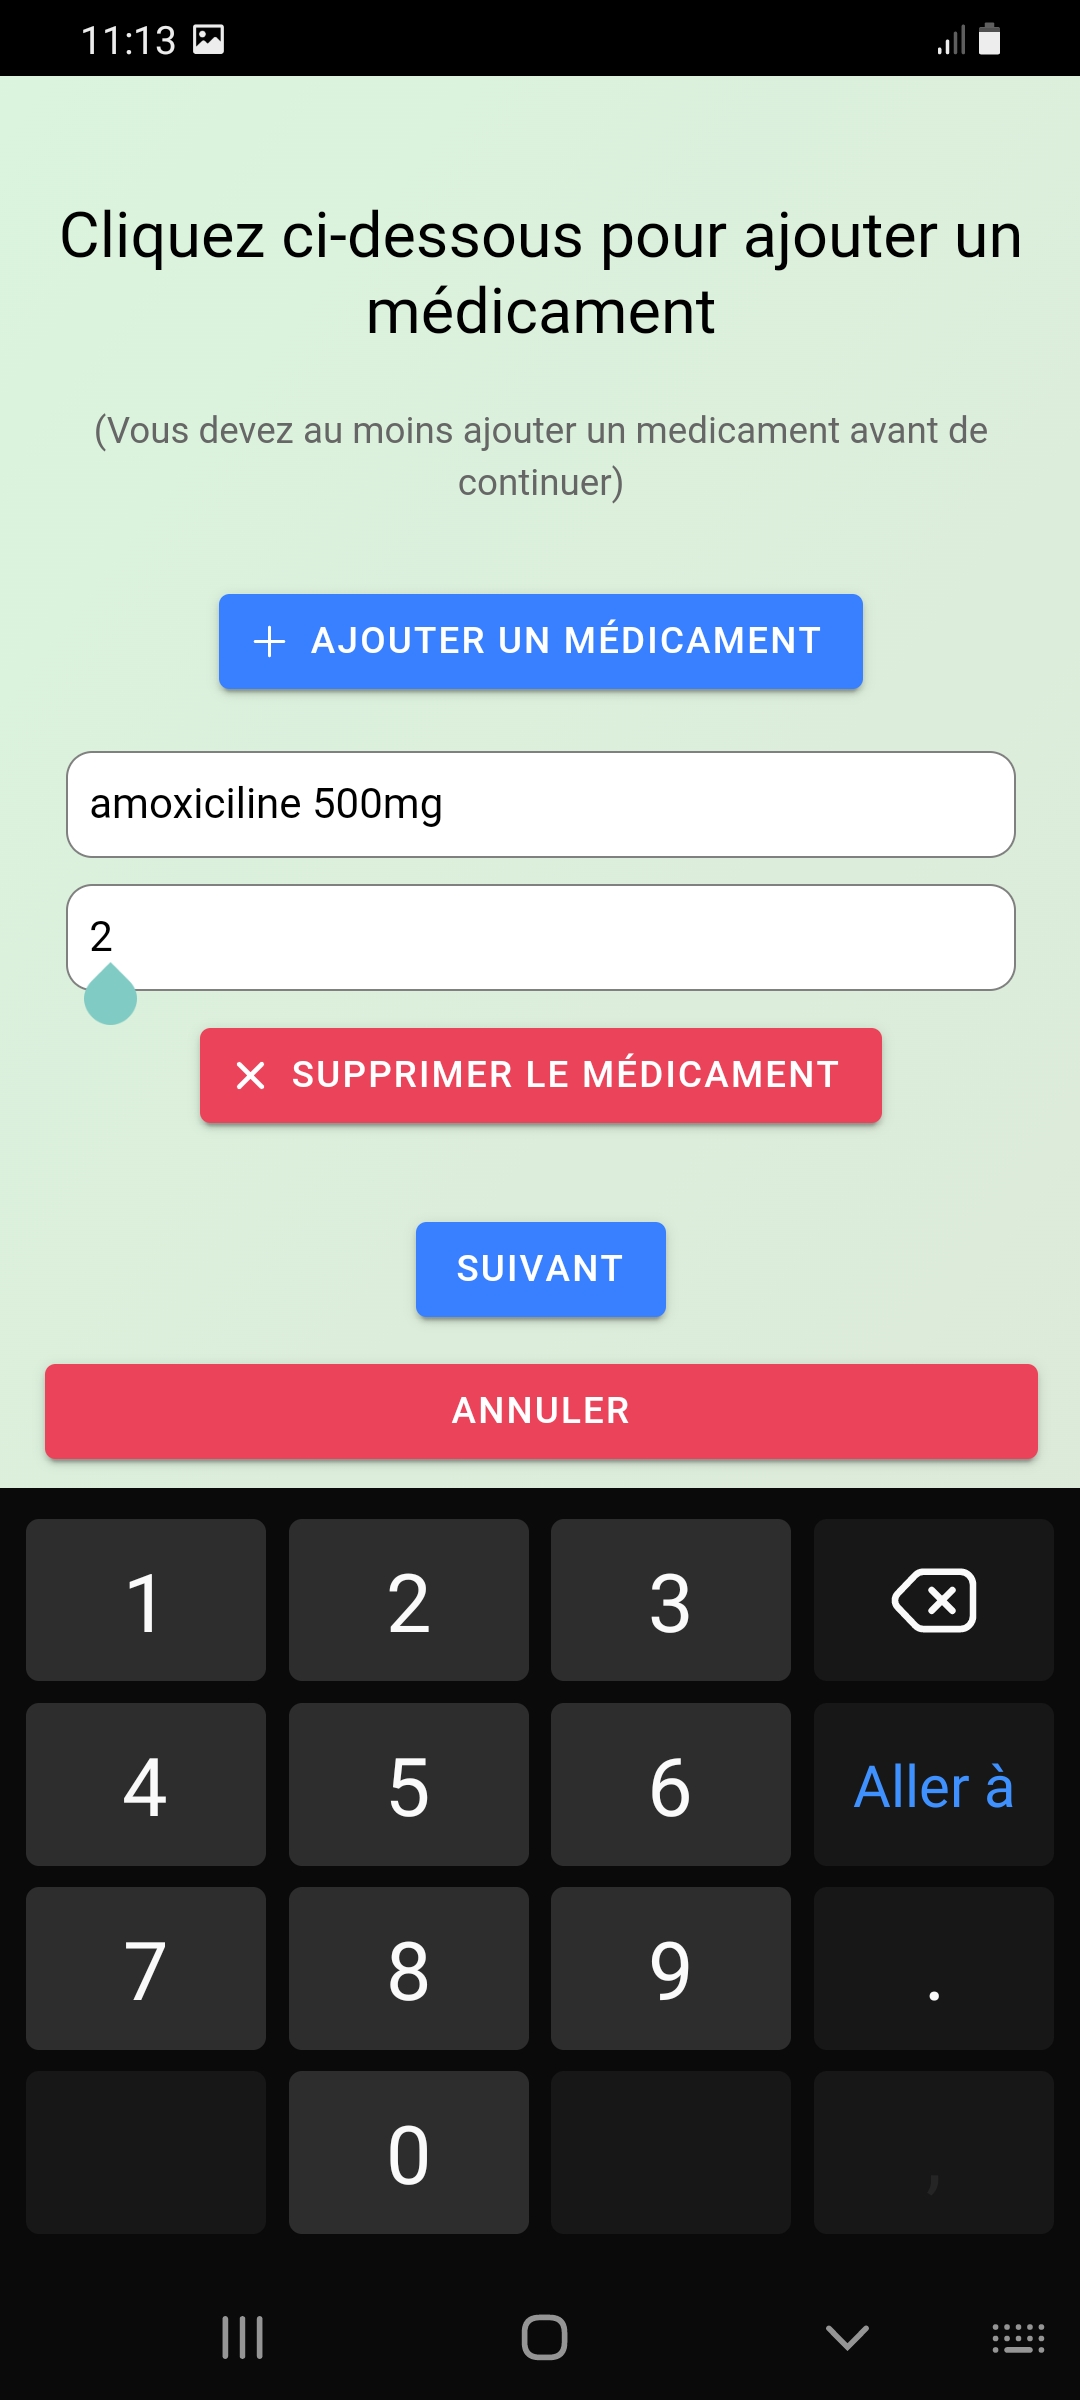 11:13
Cliquez ci-dessous pour ajouter un
médicament
(Vous devez au moins ajouter un medicament avant de
continuer)
AJOUTER UN MÉDICAMENT
amoxiciline 500mg
2
SUPPRIMER LE MÉDICAMENT
SUIVANT
ANNULER
1 2 3
4 5 6 Aller à
7 8 9 .
0 ,